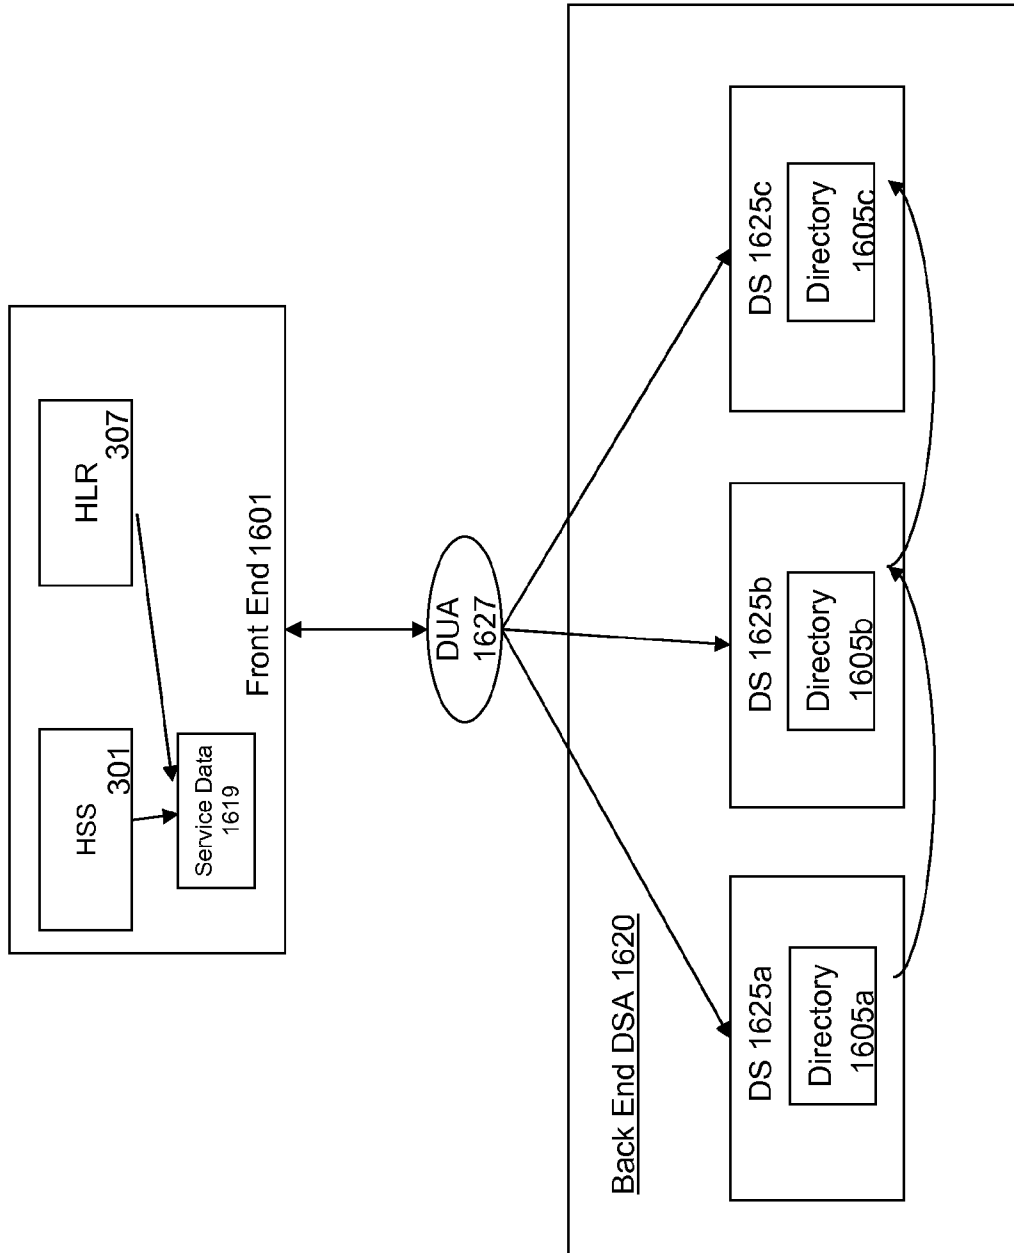 HSS
301
HLR
307
Service Data
1619
Front End 1601
DUA
1627
Back End DSA 1620
DS 1625a
Directory
1605a
DS 1625b
Directory
1605b
DS 1625c
Directory
1605c